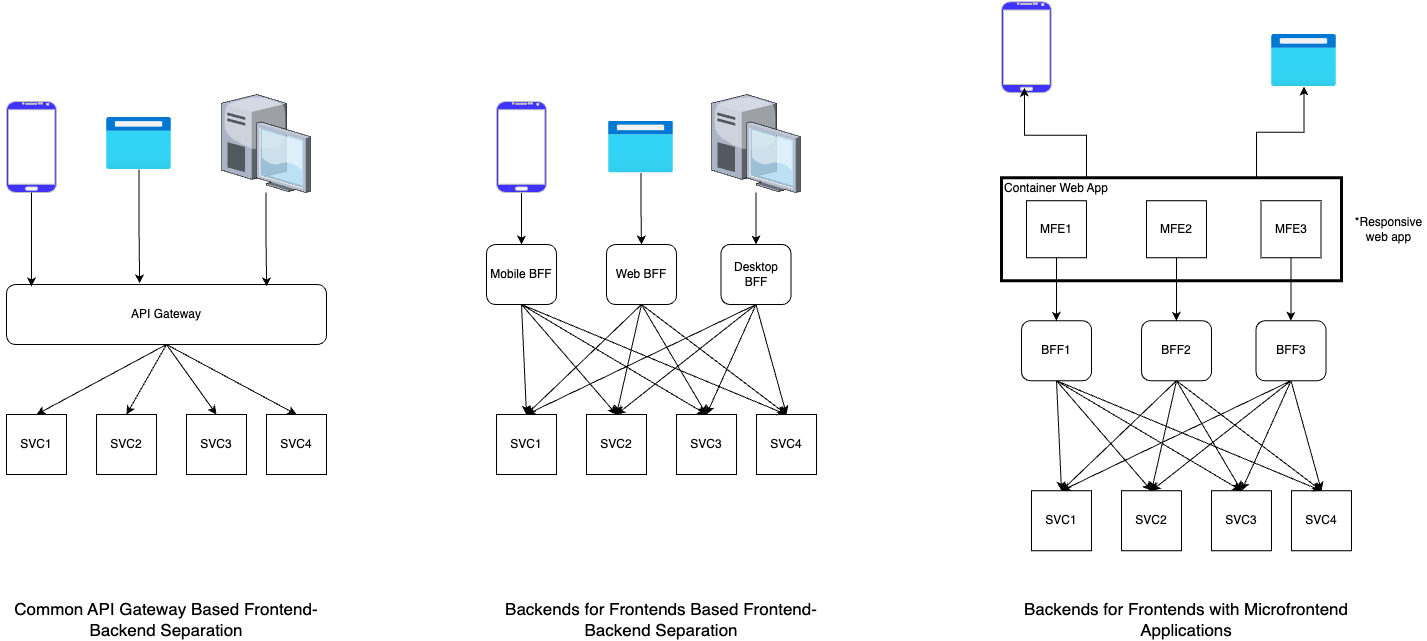 API Gateway
SVC1
SVC2
SVC3
SVC4
Common API Gateway Based Frontend-
Backend Separation
Mobile BFF
Web BFF
Desktop
BFF
SVC1
SVC2
SVC3
SVC4
Backends for Frontends Based Frontend-
Backend Separation
Container Web App
MFE1
MFE2
MFE3
*Responsive
web app
BFF1
BFF2
BFF3
SVC1
SVC2
SVC3
SVC4
Backends for Frontends with Microfrontend
Applications